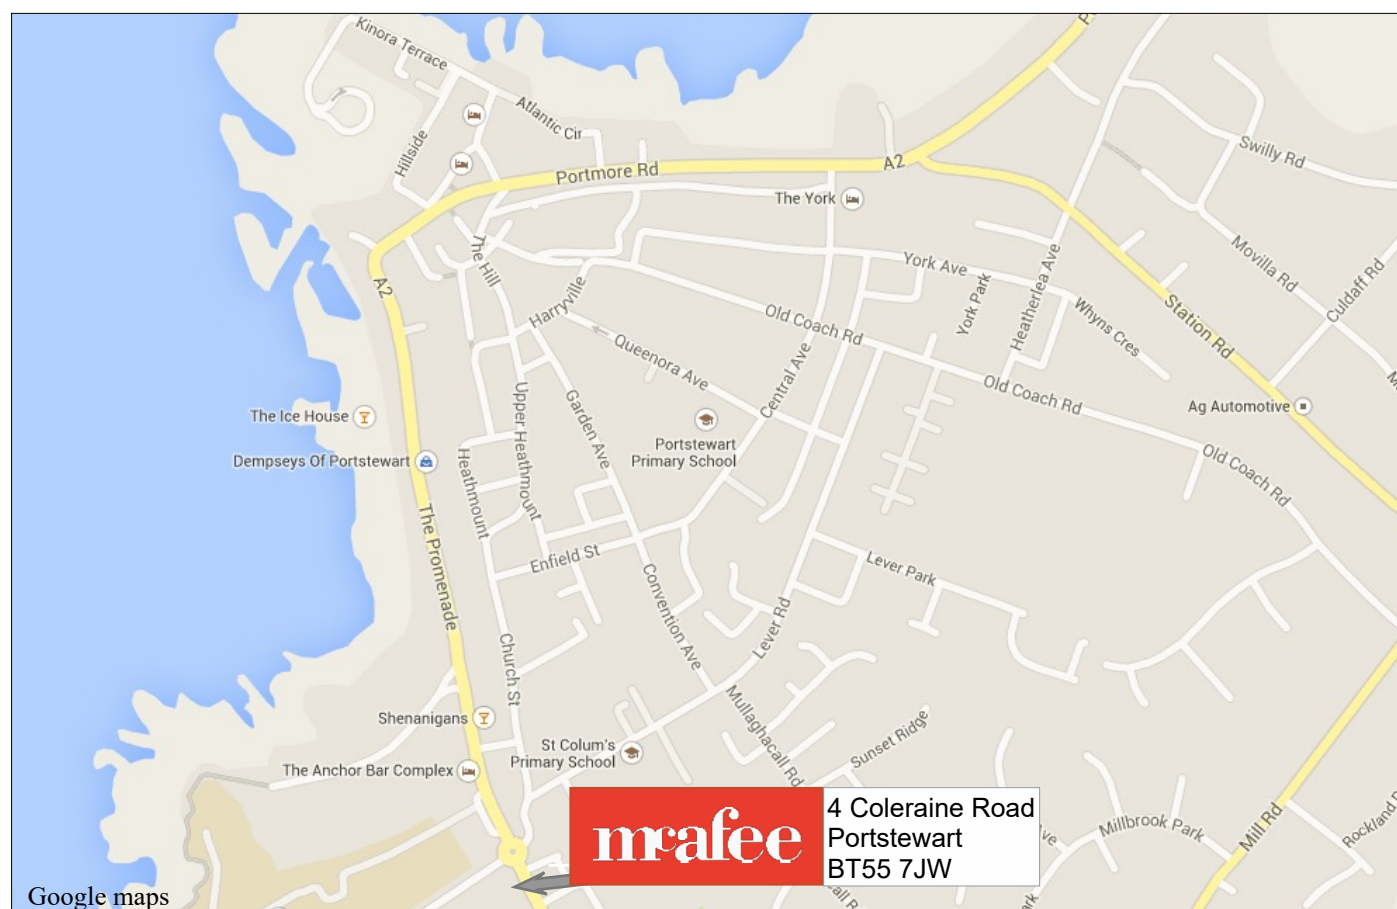 Kinora Terrace
Atlantic Cir
Hillside
Portmore Rd
A2
The York
Swilly Rd
Movilla Rd
Culdaff Rd
The Hill
A2
York Ave
York Park
Heatherlea Ave
Whyns Cres
Station Rd
Harryville
Old Coach Rd
Queenora Ave
Central Ave
Old Coach Rd
Ag Automotive
The Ice House
Upper Heathmount
Garden Ave
Portstewart
Primary School
Dempseys Of Portstewart
Heathmount
Old Coach Rd
The Promenade
Enfield St
Lever Park
Convention Ave
Lever Rd
Church St
Mullaghacall Rd
Shenanigans
St Colum's
Primary School
Sunset Ridge
The Anchor Bar Complex
mcafee
4 Coleraine Road
Portstewart
BT55 7JW
Ave
Millbrook Park
Mill Rd
Rockland
call R
ark
Google maps